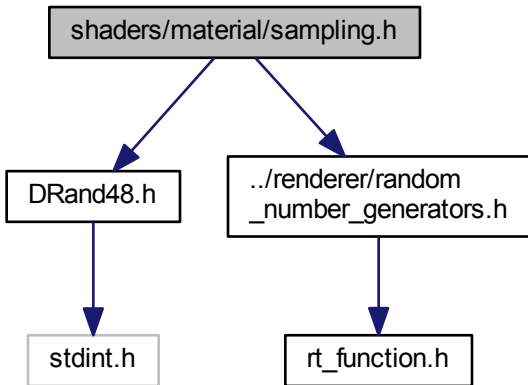 shaders/material/sampling.h
DRand48.h
../renderer/random
_number_generators.h
stdint.h
rt_function.h